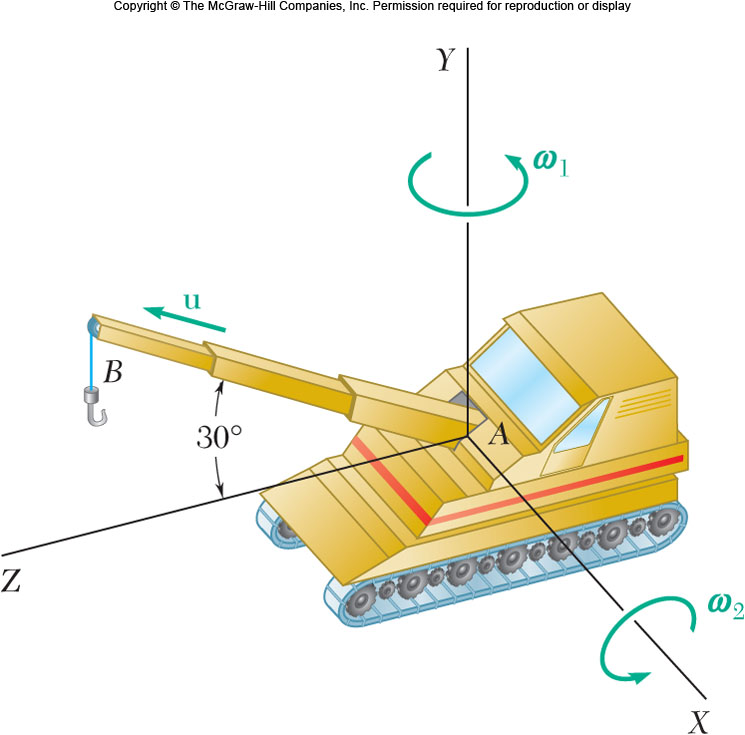 Copyright © The McGraw-Hill Companies, Inc. Permission required for reproduction or display
Y
ω1
u
B
30°
A
Z
ω2
X